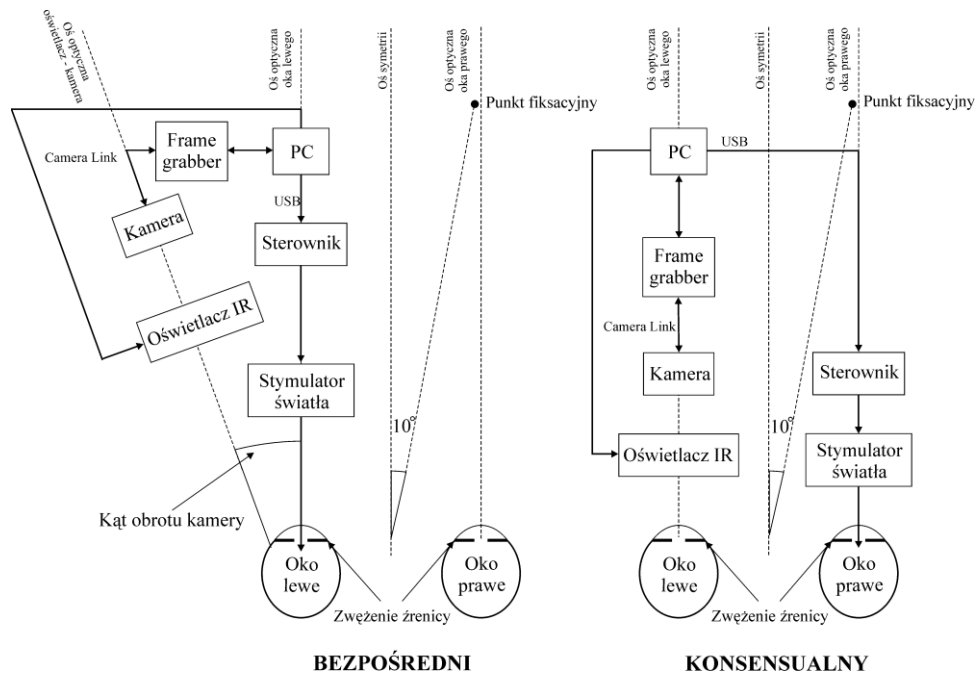 Oś optyczna
oświetlacz - kamera
Oś optyczna
oka lewego
Oś symetrii
Oś optyczna
oka prawego
Punkt fiksacyjny
Camera Link
Frame
grabber
PC
USB
Kamera
Sterownik
Oświetlacz IR
Stymulator
światła
10°
Kąt obrotu kamery
Oko
lewe
Oko
prawe
Zwężenie źrenicy
BEZPOŚREDNI
Oś optyczna
oka lewego
Oś symetrii
Oś optyczna
oka prawego
Punkt fiksacyjny
PC
USB
Frame
grabber
Camera Link
Kamera
Sterownik
10°
Oświetlacz IR
Stymulator
światła
Oko
lewe
Oko
prawe
Zwężenie źrenicy
KONSENSUALNY